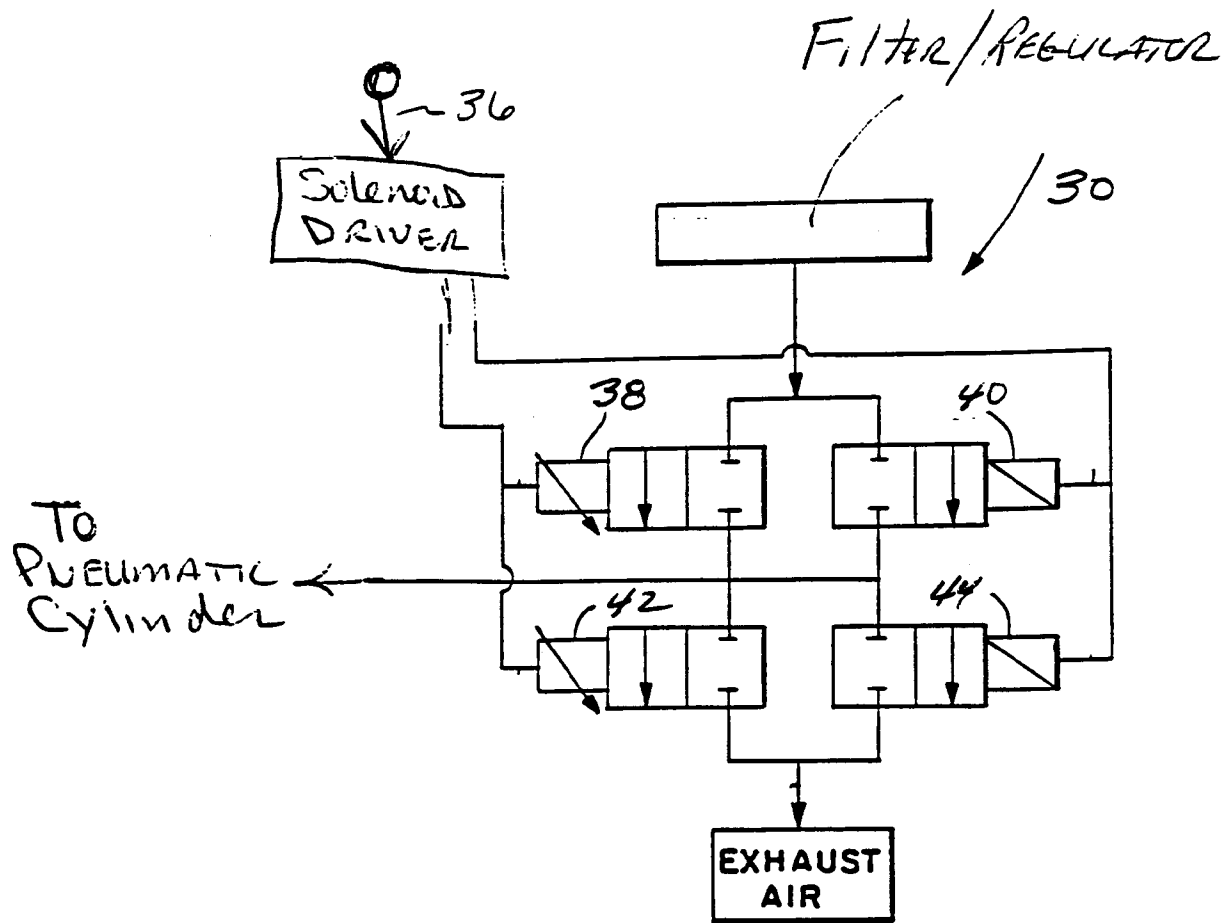 Filter/REGULATOR
36
Solenoid
DRIVER
30
38
40
To
PNEUMATIC
Cylinder
42
44
EXHAUST
AIR